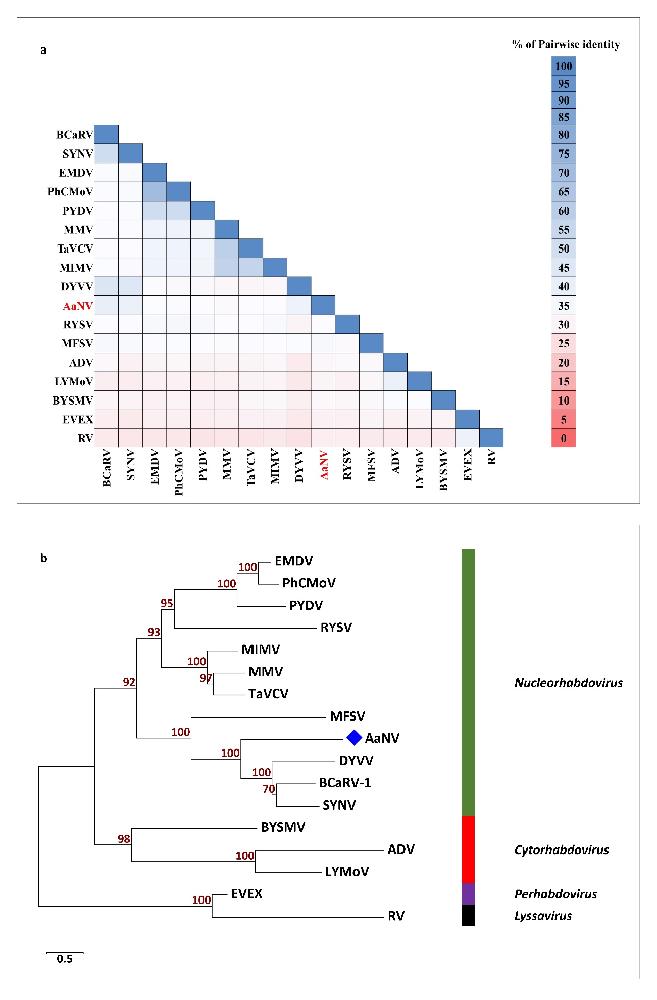 a
% of Pairwise identity
100
95
90
85
80
75
70
65
60
55
50
45
40
35
30
25
20
15
10
5
0
BCaRV
SYNV
EMDV
PhCMoV
PYDV
MMV
TaVCV
MIMV
DYVV
AaNV
RYSV
MFSV
ADV
LYMoV
BYSMV
EVEX
RV
BCaRV
SYNV
EMDV
PhCMoV
PYDV
MMV
TaVCV
MIMV
DYVV
AaNV
RYSV
MFSV
ADV
LYMoV
BYSMV
EVEX
RV
b
EMDV
100
PhCMoV
100
PYDV
95
RYSV
93
MIMV
100
MMV
97
TaVCV
92
Nucleorhabdovirus
MFSV
100
AaNV
100
DYVV
100
BCaRV-1
70
SYNV
BYSMV
98
ADV
Cytorhabdovirus
100
LYMoV
EVEX
Perhabdovirus
100
RV
Lyssavirus
0.5